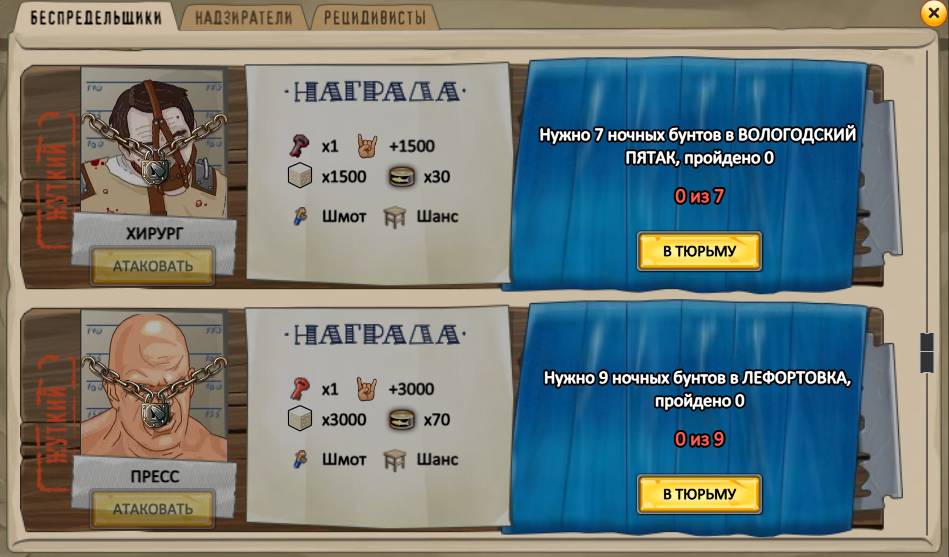 БЕСПРЕДЕЛЬЩИКИ
НАДЗИРАТЕЛИ
РЕЦИДИВИСТЫ
ЖУТКИЙ
ХИРУРГ
АТАКОВАТЬ
НАГРАДА
x1
+1500
x1500
x30
Шмот
Шанс
Нужно 7 ночных бунтов в ВОЛОГОДСКИЙ
ПЯТАК, пройдено 0
0 из 7
В ТЮРЬМУ
ЖУТКИЙ
ПРЕСС
АТАКОВАТЬ
НАГРАДА
x1
+3000
x3000
x70
Шмот
Шанс
Нужно 9 ночных бунтов в ЛЕФОРТОВКА,
пройдено 0
0 из 9
В ТЮРЬМУ